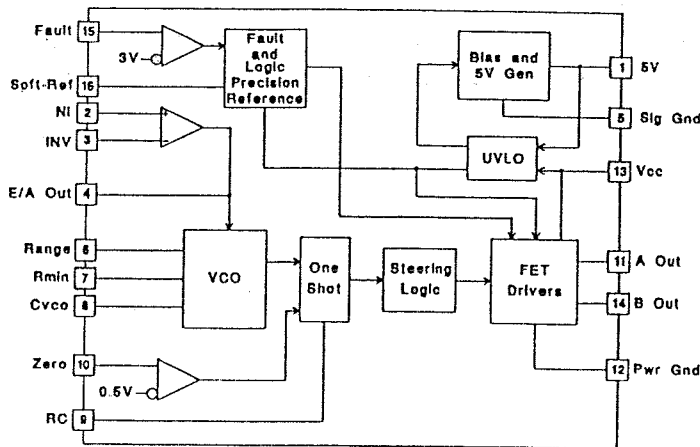 Fault 15
3V
Fault
and
Logic
Precision
Reference
Soft-Ref 16
NI 2
+
INV 3
−
E/A Out 4
Bias and
5V Gen
1 5V
5 Sig Gnd
UVLO
13 Vcc
Range 6
Rmin 7
Cvco 8
VCO
One
Shot
Steering
Logic
FET
Drivers
11 A Out
14 B Out
Zero 10
0.5V
RC 9
12 Pwr Gnd